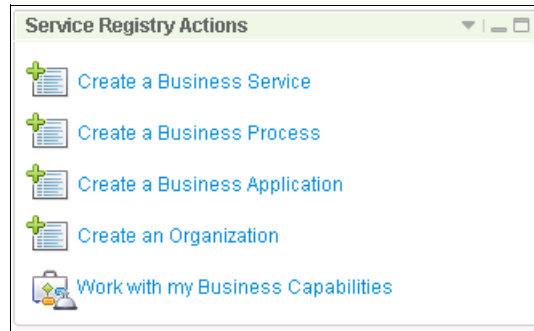 Service Registry Actions
Create a Business Service
Create a Business Process
Create a Business Application
Create an Organization
Work with my Business Capabilities